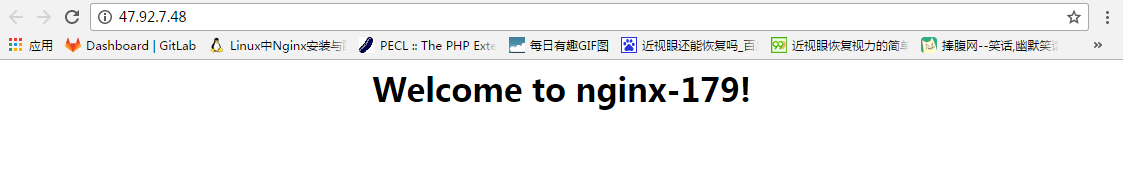 47.92.7.48
应用 Dashboard | GitLab Linux中Nginx安装与 PECL :: The PHP Exte 每日有趣GIF图 近视眼还能恢复吗_百 近视眼恢复视力的简 捧腹网--笑话,幽默笑 »
Welcome to nginx-179!